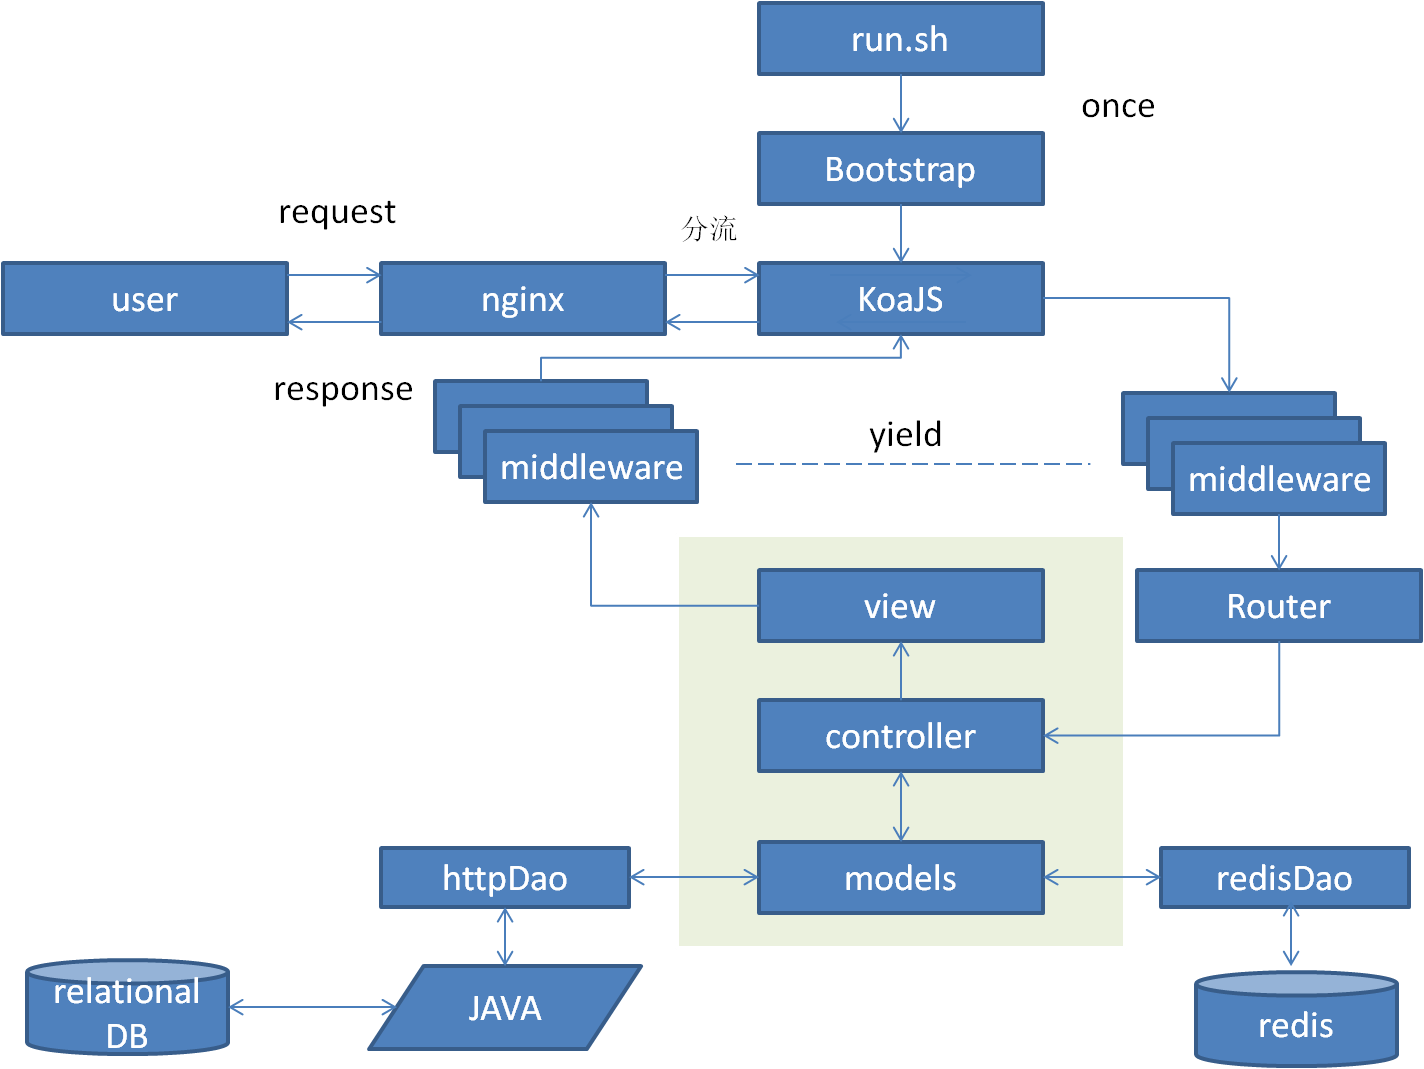 run.sh
once
Bootstrap
request
分流
user
nginx
KoaJS
response
yield
middleware
middleware
view
Router
controller
httpDao
models
redisDao
relational
DB
JAVA
redis